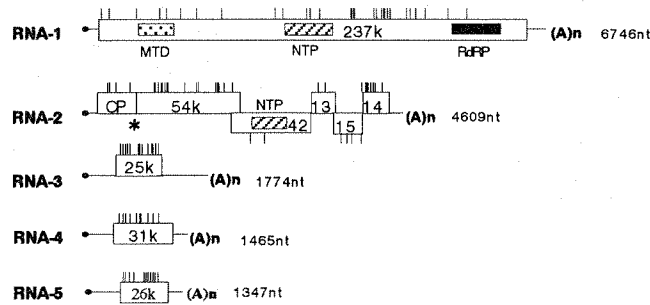 RNA-1 237k (A)n 6746nt
MTD NTP RdRP
RNA-2 CP 54k NTP 42 13 15 14 (A)n 4609nt
*
RNA-3 25k (A)n 1774nt
RNA-4 31k (A)n 1465nt
RNA-5 26k (A)n 1347nt